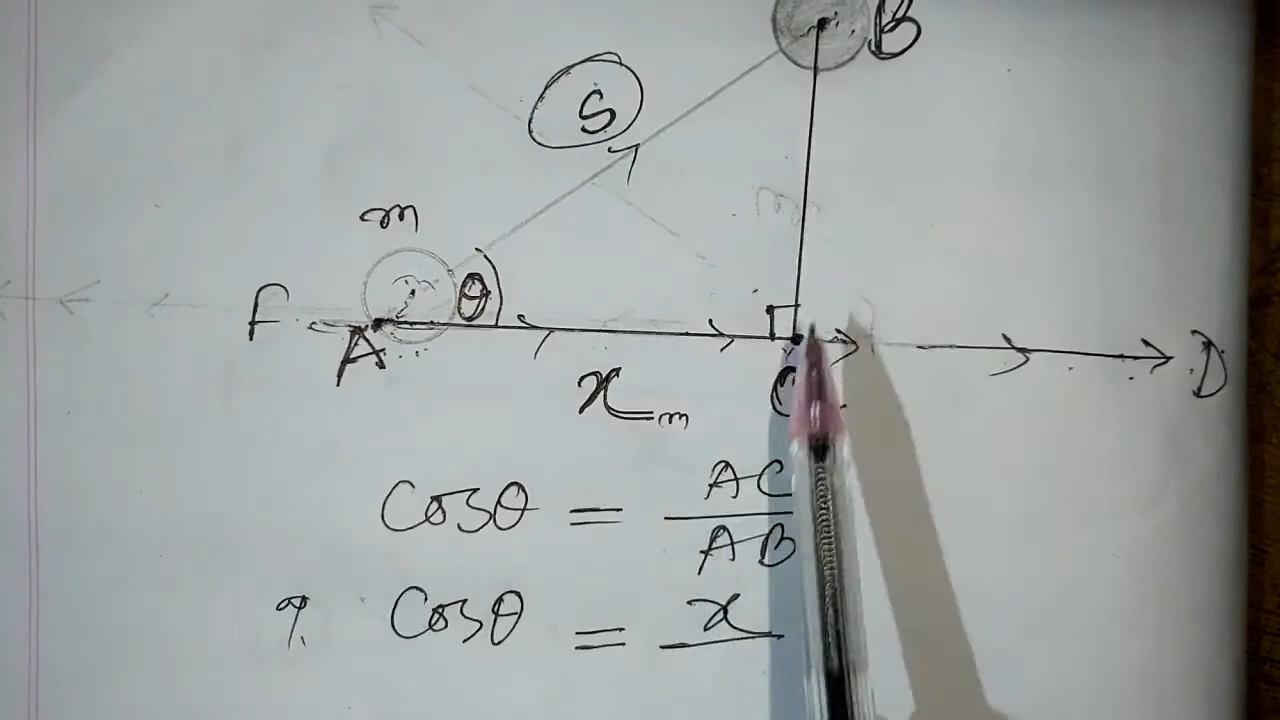 B
S
m
θ
F
A
C
D
x m
Cosθ = AC / AB
Cosθ = x